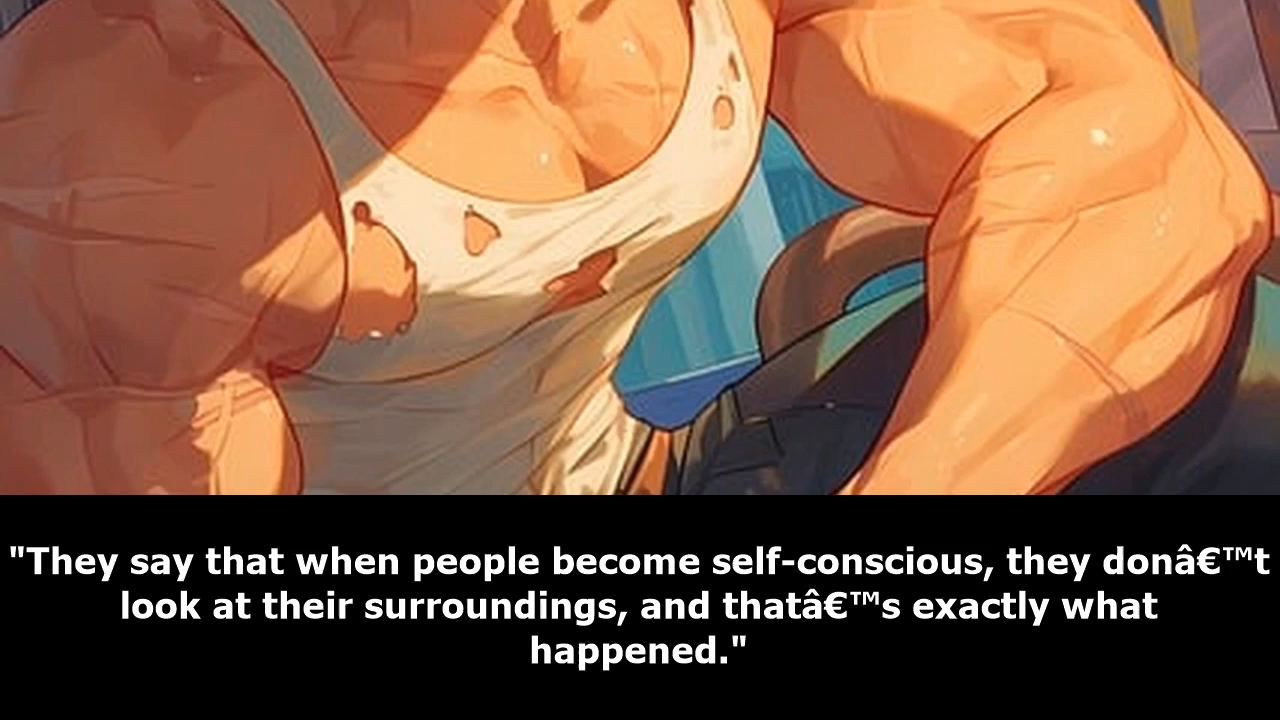 "They say that when people become self-conscious, they donâ€™t
look at their surroundings, and thatâ€™s exactly what
happened."